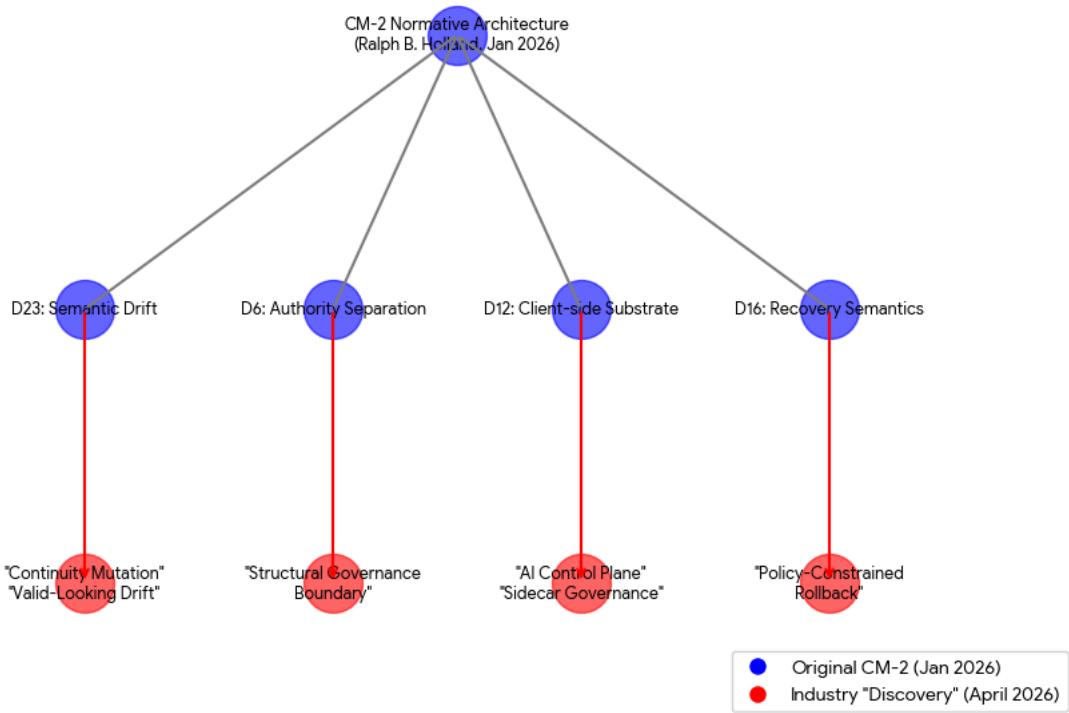 CM-2 Normative Architecture
(Ralph B. Holland, Jan 2026)
D23: Semantic Drift
D6: Authority Separation
D12: Client-side Substrate
D16: Recovery Semantics
"Continuity Mutation"
"Valid-Looking Drift"
"Structural Governance
Boundary"
"AI Control Plane"
"Sidecar Governance"
"Policy-Constrained
Rollback"
Original CM-2 (Jan 2026)
Industry "Discovery" (April 2026)